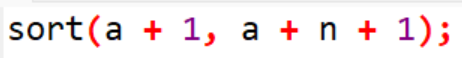 sort(a + 1, a + n + 1);